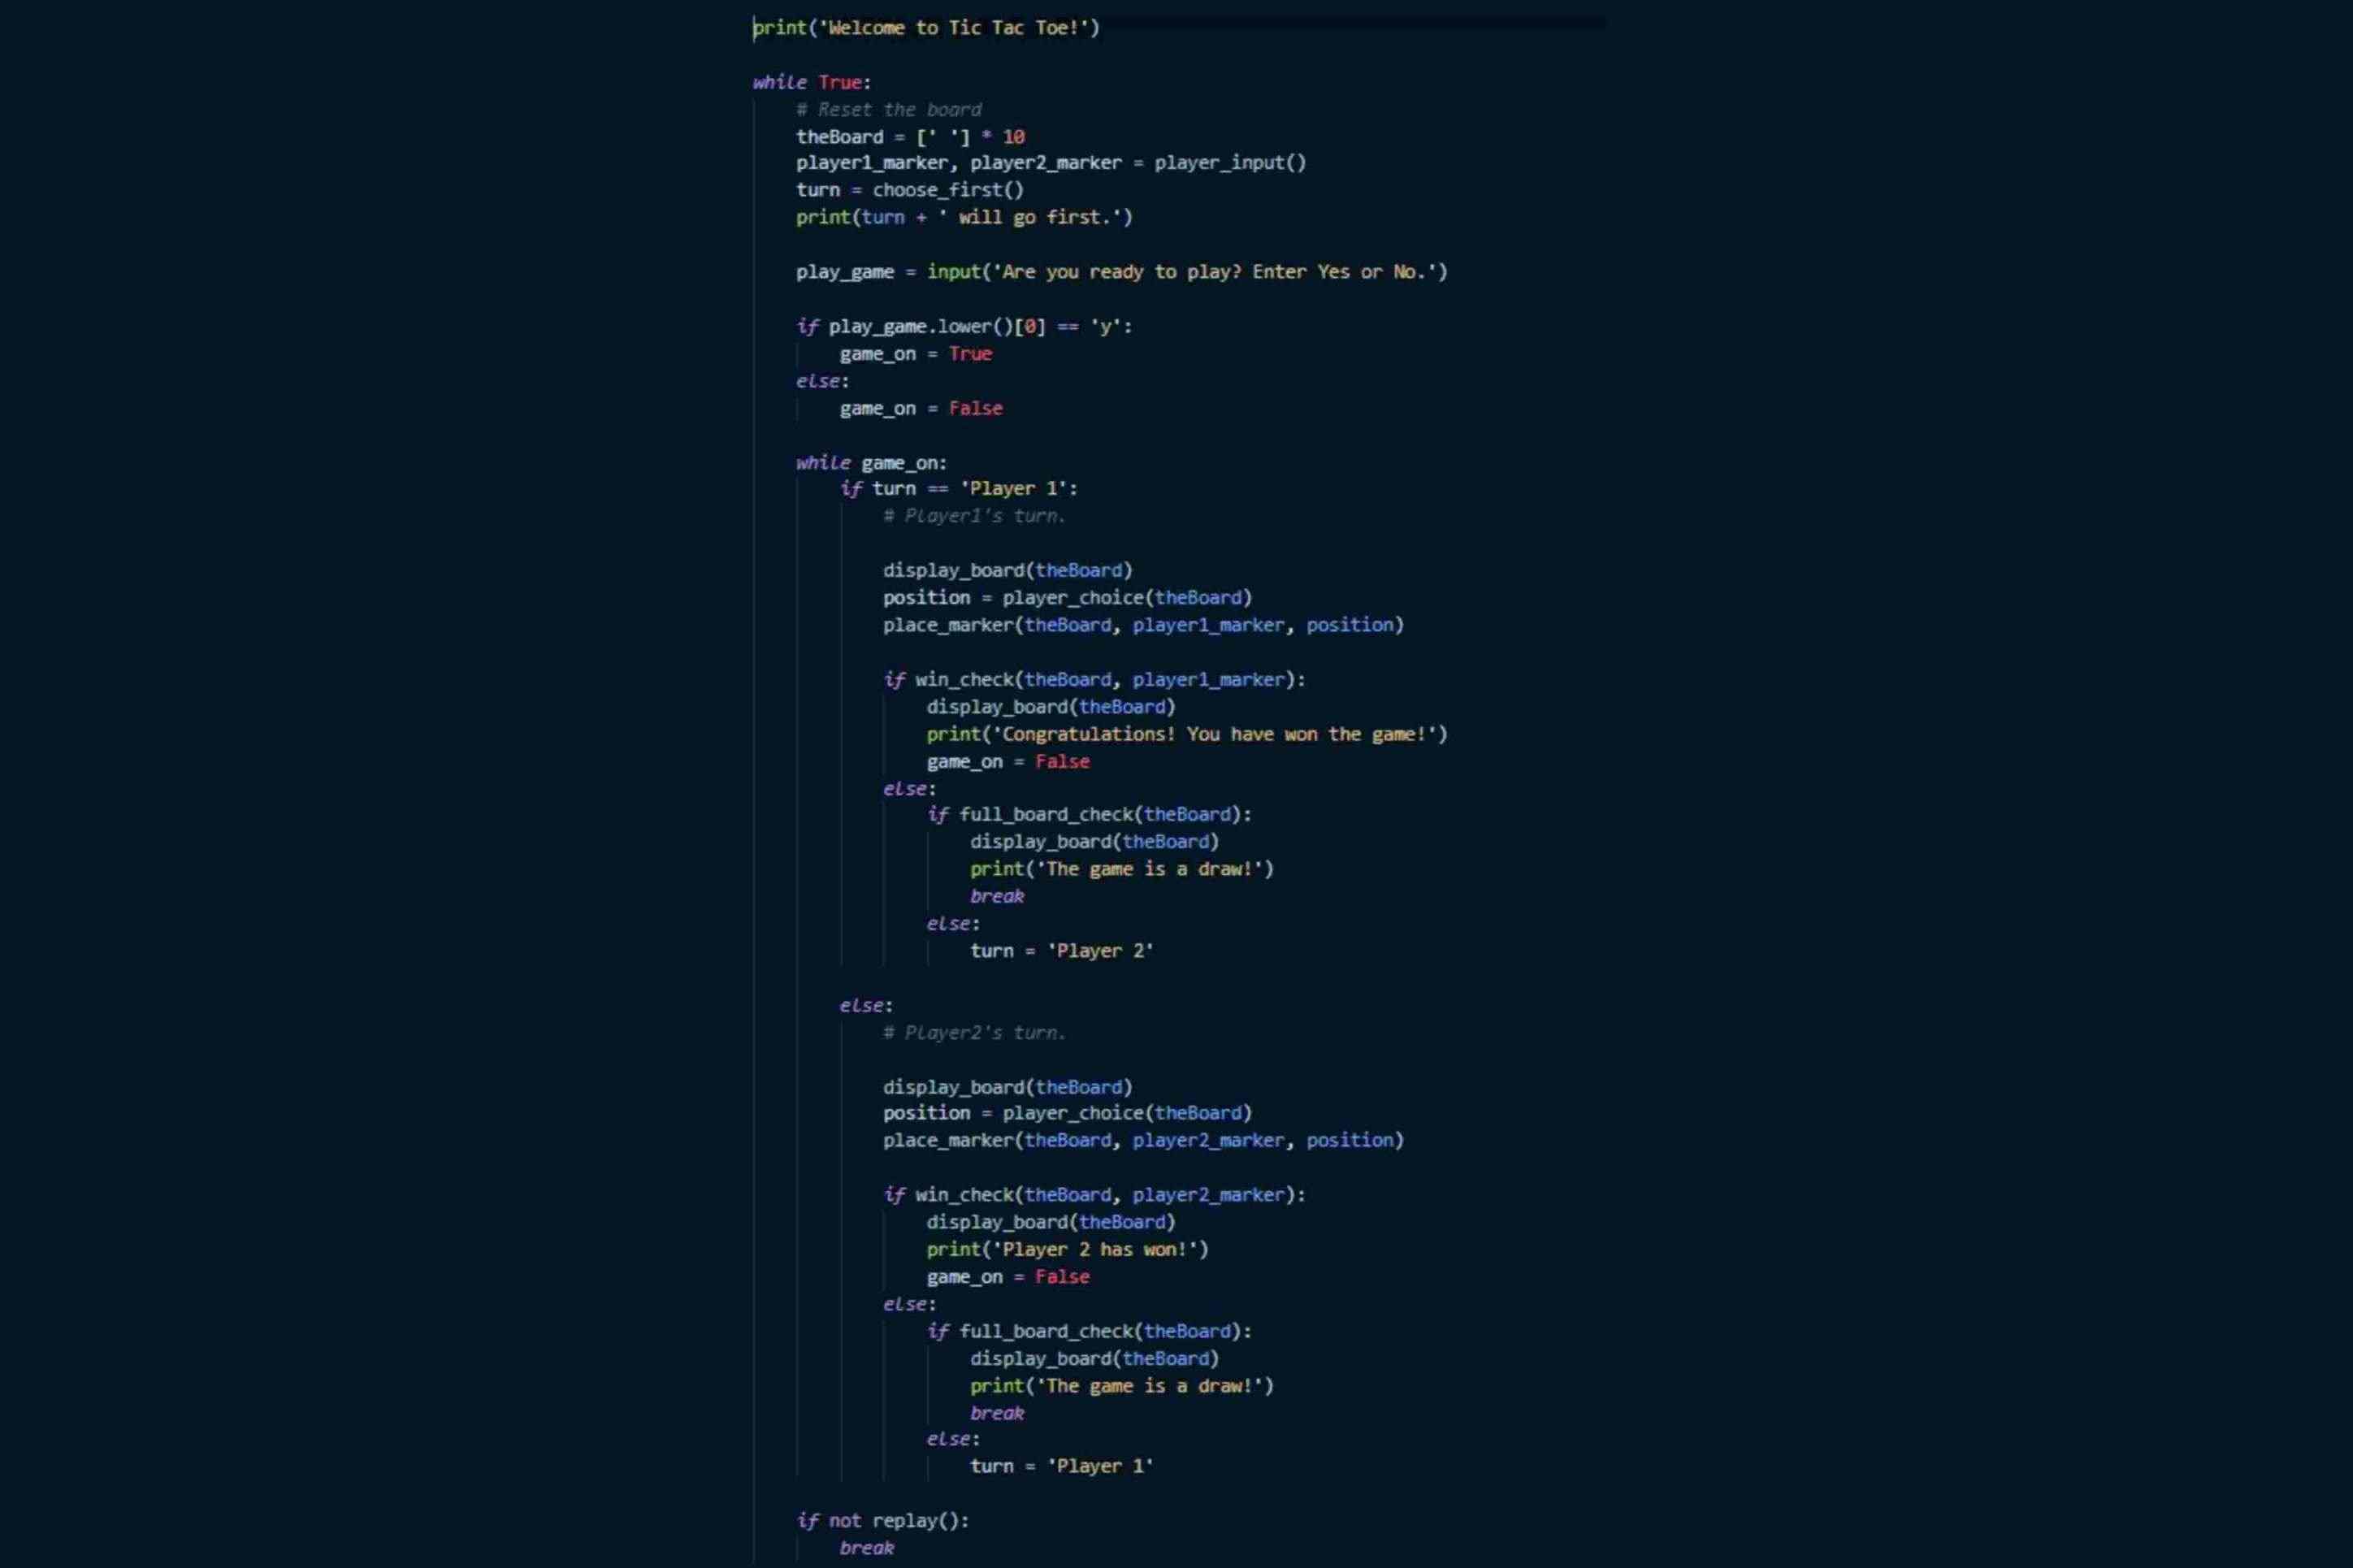 print('Welcome to Tic Tac Toe!')
while True:
    # Reset the board
    theBoard = [' '] * 10
    player1_marker, player2_marker = player_input()
    turn = choose_first()
    print(turn + ' will go first.')
    play_game = input('Are you ready to play? Enter Yes or No.')
    if play_game.lower()[0] == 'y':
        game_on = True
    else:
        game_on = False
    while game_on:
        if turn == 'Player 1':
            # Player1's turn.
            display_board(theBoard)
            position = player_choice(theBoard)
            place_marker(theBoard, player1_marker, position)
            if win_check(theBoard, player1_marker):
                display_board(theBoard)
                print('Congratulations! You have won the game!')
                game_on = False
            else:
                if full_board_check(theBoard):
                    display_board(theBoard)
                    print('The game is a draw!')
                    break
                else:
                    turn = 'Player 2'
        else:
            # Player2's turn.
            display_board(theBoard)
            position = player_choice(theBoard)
            place_marker(theBoard, player2_marker, position)
            if win_check(theBoard, player2_marker):
                display_board(theBoard)
                print('Player 2 has won!')
                game_on = False
            else:
                if full_board_check(theBoard):
                    display_board(theBoard)
                    print('The game is a draw!')
                    break
                else:
                    turn = 'Player 1'
    if not replay():
        break